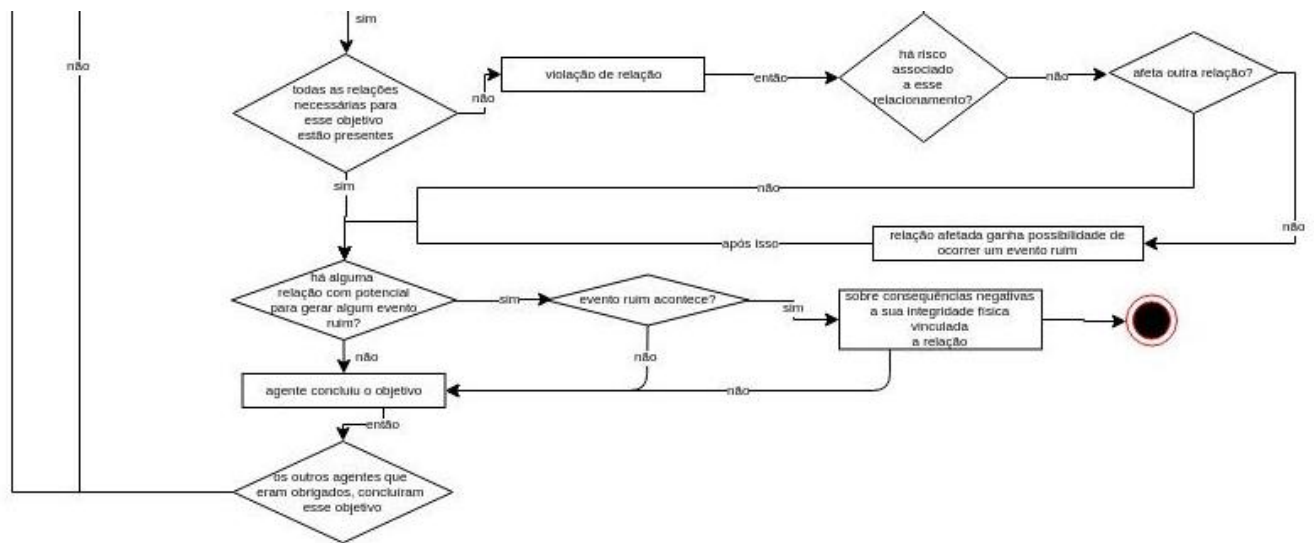 sim
não
todas as relações
necessárias para
esse objetivo
estão presentes
não
violação de relação
então
há risco
associado
a esse
relacionamento?
não
afeta outra relação?
sim
não
não
após isso
relação afetada ganha possibilidade de
ocorrer um evento ruim
há alguma
relação com potencial
para gerar algum evento
ruim?
sim
evento ruim acontece?
sim
sobre consequências negativas
a sua integridade física
vinculada
a relação
não
não
agente concluiu o objetivo
não
então
os outros agentes que
eram obrigados, concluíram
esse objetivo